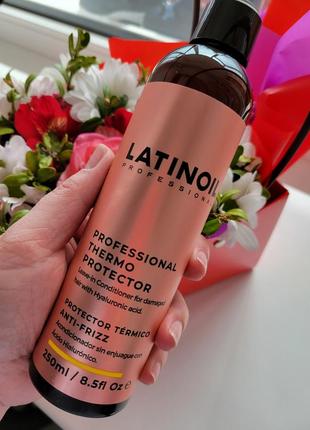 LATINOIL
PROFESSIONAL
PROFESSIONAL
THERMO
PROTECTOR
Leave-in Conditioner for damaged
hair with Hyaluronic acid.
PROTECTOR TÉRMICO
ANTI-FRIZZ
Acondicionador sin enjuague con
Ácido Hialurónico.
250ml / 8.5fl Oz e